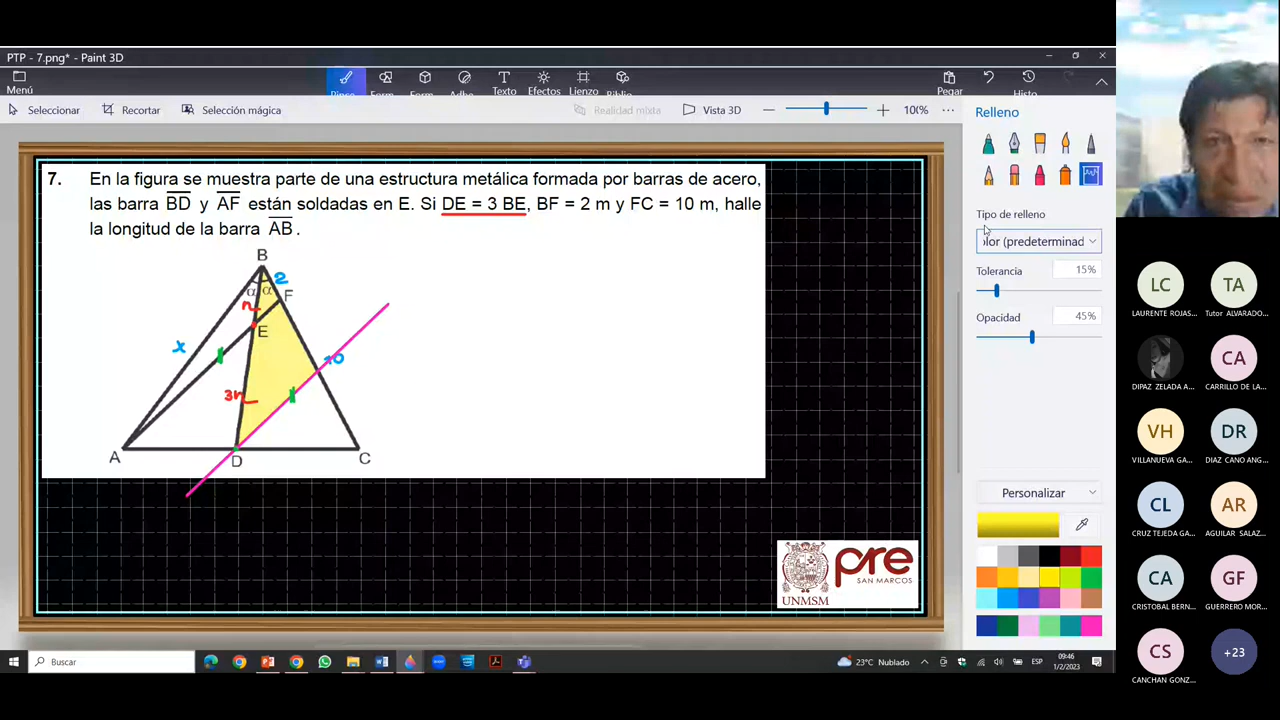 PTP - 7.png* - Paint 3D
Menú
Texto
Efectos
Lienzo
Pegar
Seleccionar
Recortar
Selección mágica
Realidad mixta
Vista 3D
100%
Relleno
Tipo de relleno
olor (predeterminad
Tolerancia
15%
Opacidad
45%
Personalizar
7. En la figura se muestra parte de una estructura metálica formada por barras de acero,
las barra BD y AF están soldadas en E. Si DE = 3 BE, BF = 2 m y FC = 10 m, halle
la longitud de la barra AB.
B
2
α α
F
n
E
x
10
3n
A
D
C
UNMSM
pre
SAN MARCOS
LC
LAURENTE ROJAS...
TA
Tutor ALVARADO...
DIPAZ ZELADA A...
CA
CARRILLO DE LA...
VH
VILLANUEVA GA...
DR
DIAZ CANO ANG...
CL
CRUZ TEJEDA GA...
AR
AGUILAR SALAZ...
CA
CRISTOBAL BERN...
GF
GUERRERO MOR...
CS
CANCHAN GONZ...
+23
Buscar
23°C Nublado
ESP
09:46
1/2/2023